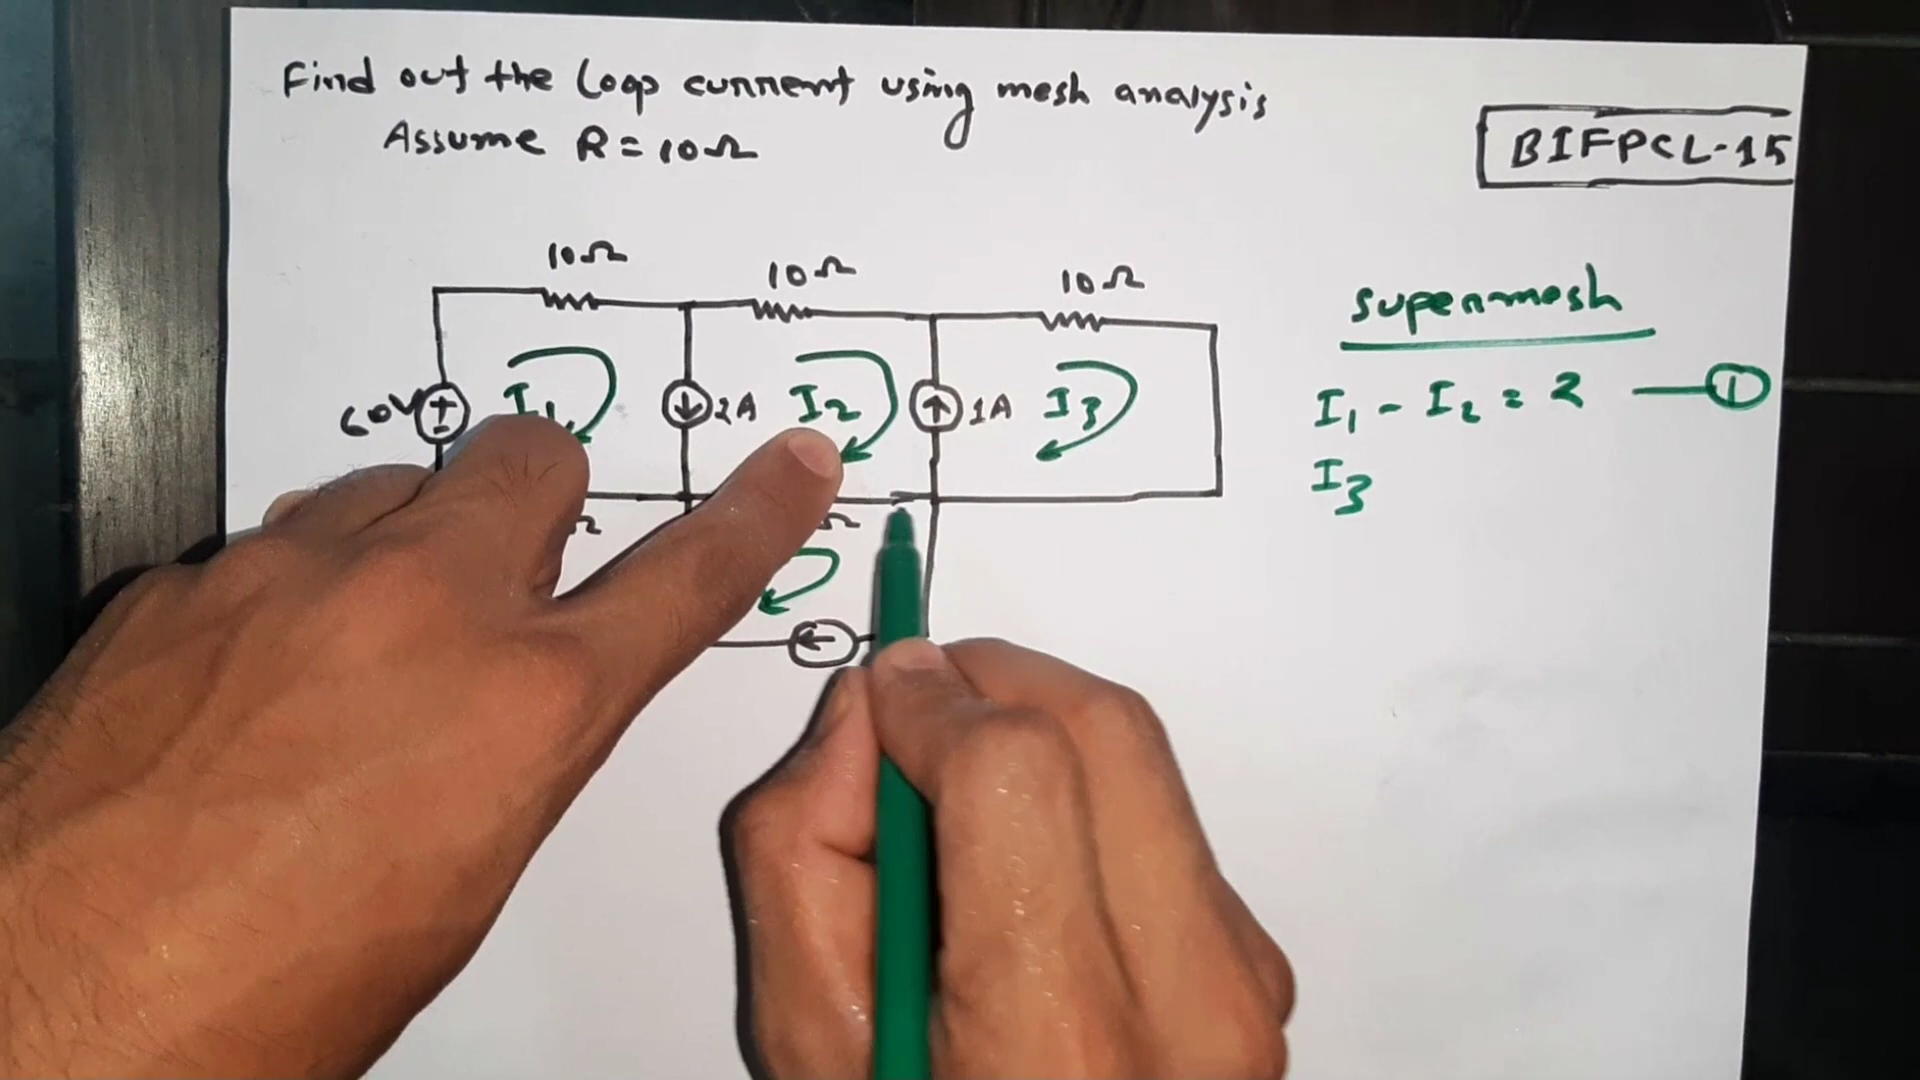 Find out the Loop current using mesh analysis
Assume R = 10Ω
BIFPCL-15
10Ω
10Ω
10Ω
60V
I₁
2A
I₂
1A
I₃
Ω
Ω
supermesh
I₁ - I₂ = 2 — ①
I₃